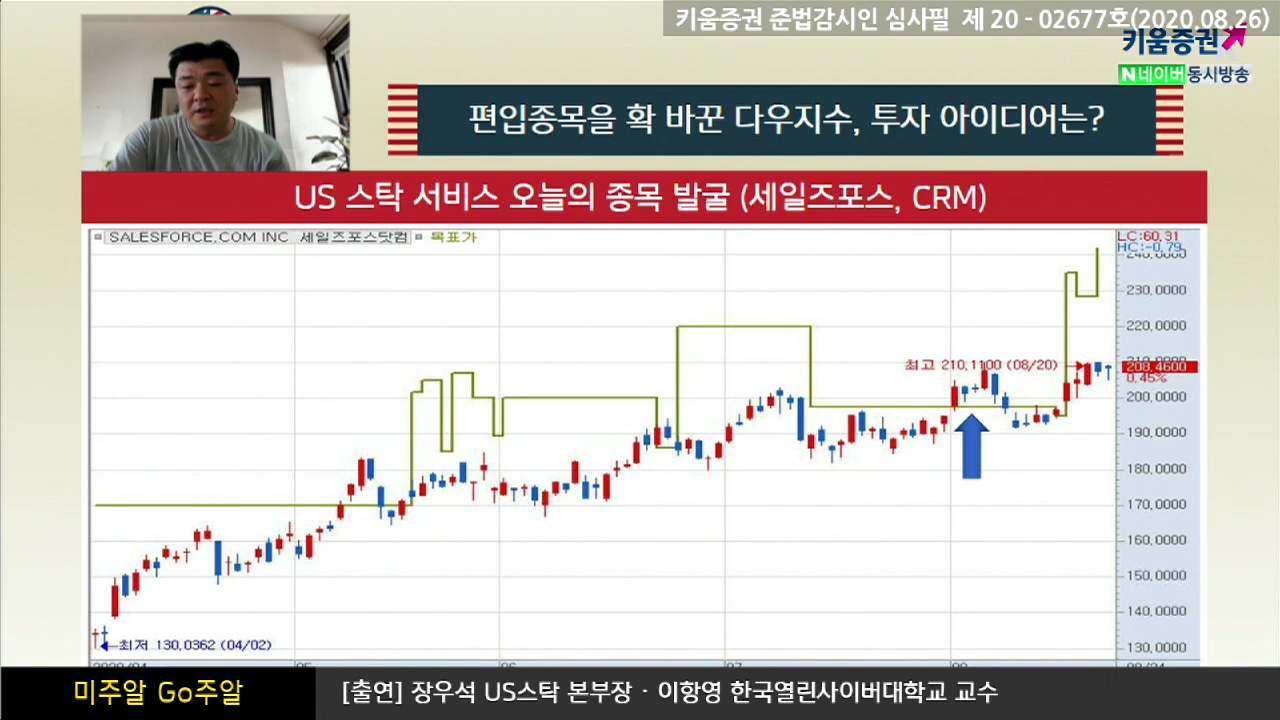 키움증권 준법감시인 심사필 제 20 - 02677호(2020.08.26)
키움증권
N 네이버 동시방송
편입종목을 확 바꾼 다우지수, 투자 아이디어는?
US 스탁 서비스 오늘의 종목 발굴 (세일즈포스, CRM)
SALESFORCE.COM INC 세일즈포스닷컴 목표가
LC:60.31
HC:-0.79
240.0000
230.0000
220.0000
최고 210.1100 (08/20)
210.0000
208.4600
0.45%
200.0000
190.0000
180.0000
170.0000
160.0000
150.0000
140.0000
최저 130.0362 (04/02)
130.0000
2020/04 05 06 07 08 08/24
미주알 Go주알
[출연] 장우석 US스탁 본부장 · 이항영 한국열린사이버대학교 교수